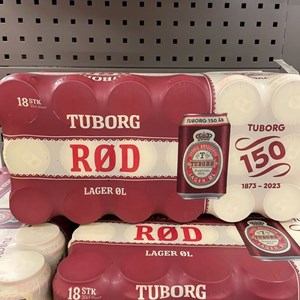 18 STK
TUBORG
RØD
LAGER ØL
TUBORG 150 ÅR
TUBORG
TUBORG
150
1873 – 2023
RØD
LAGER ØL
18 STK
TUBORG